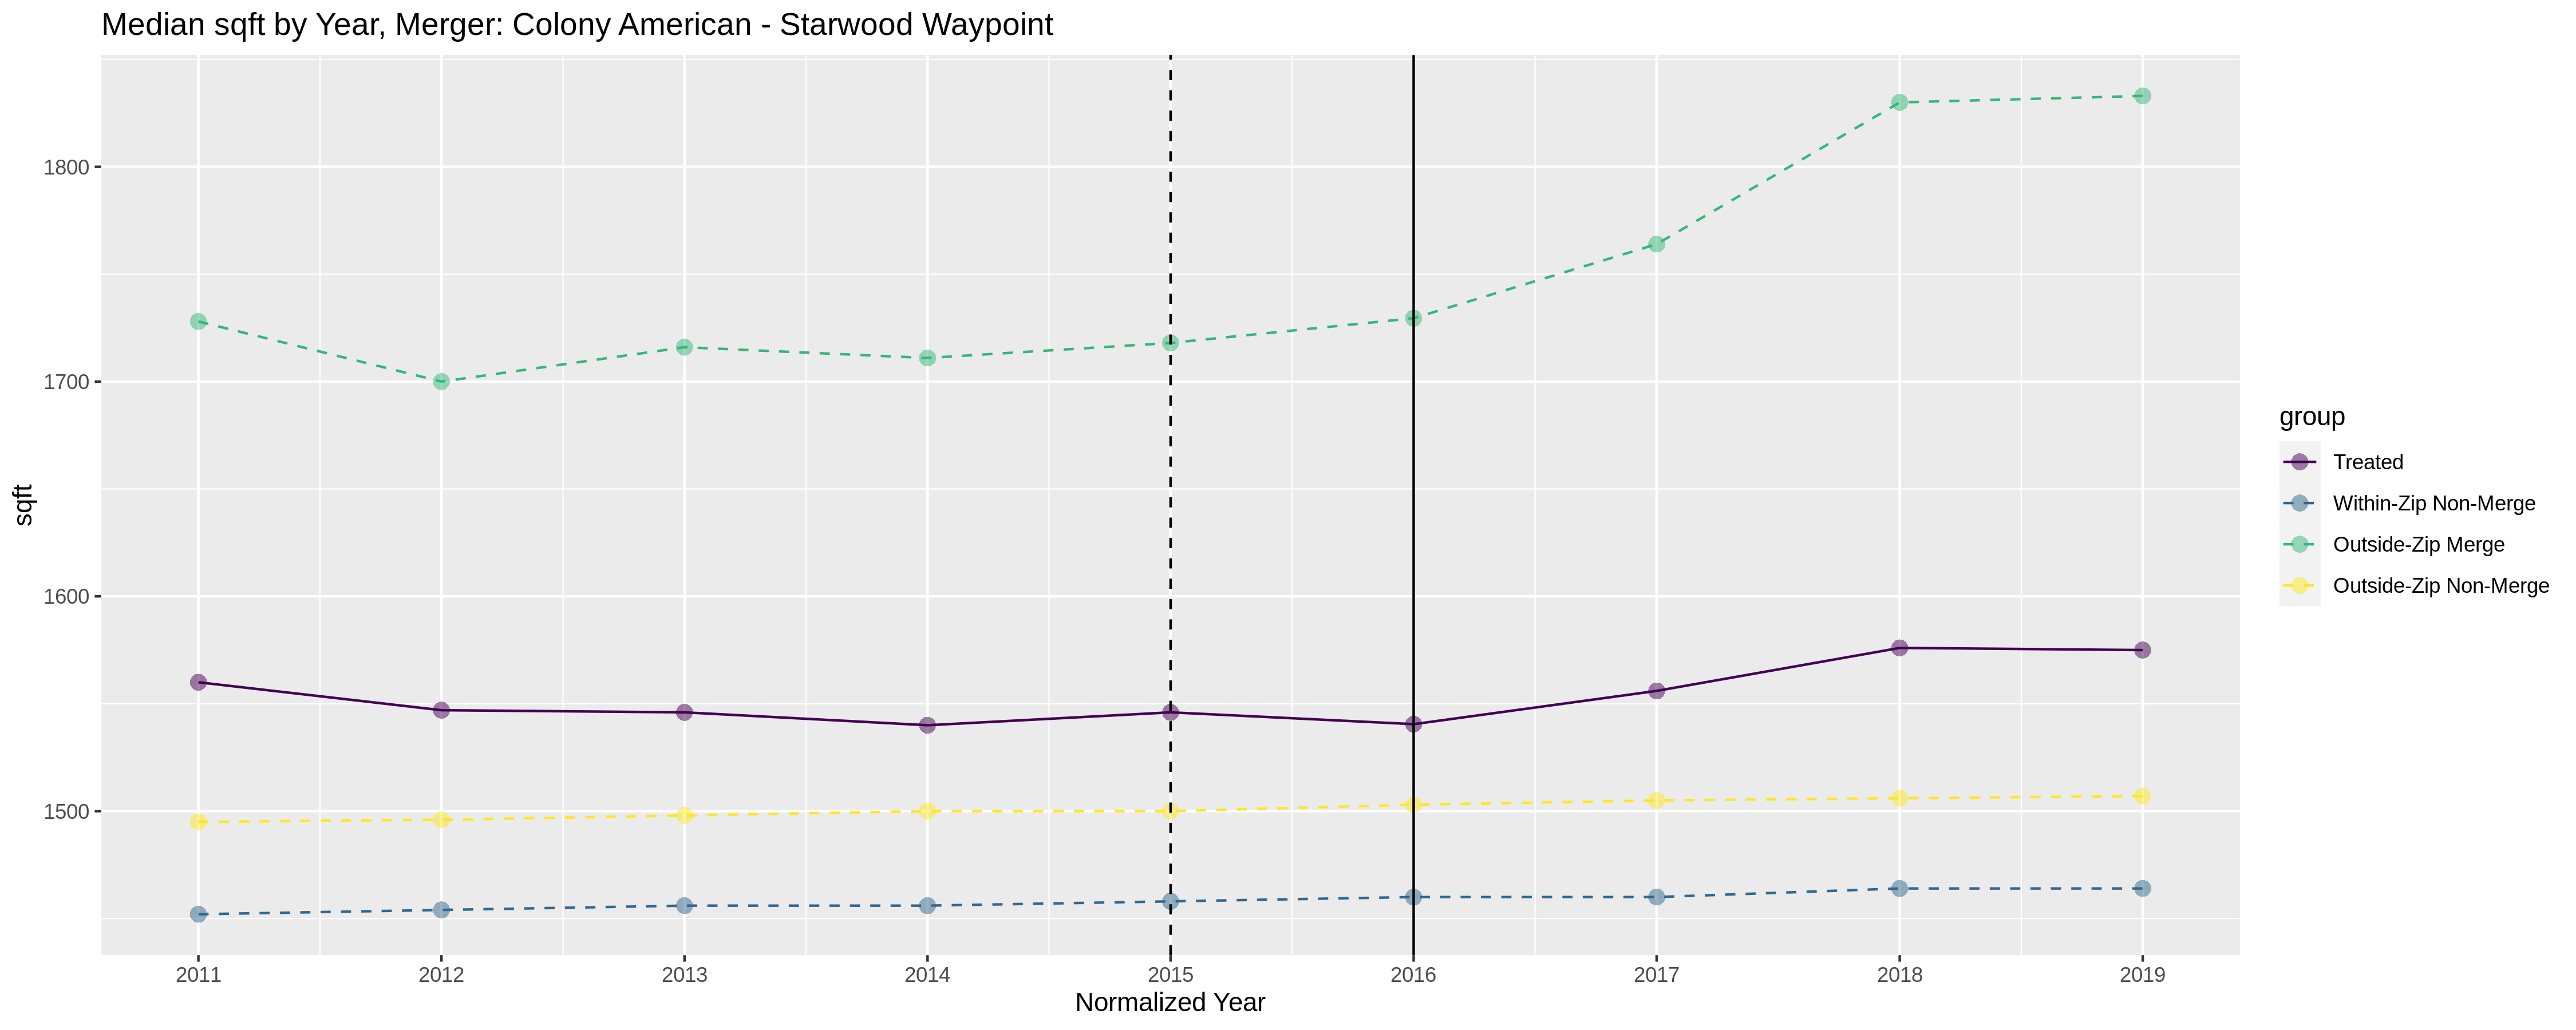 Median sqft by Year, Merger: Colony American - Starwood Waypoint
1800
1700
1600
1500
sqft
2011 2012 2013 2014 2015 2016 2017 2018 2019
Normalized Year
group
Treated
Within-Zip Non-Merge
Outside-Zip Merge
Outside-Zip Non-Merge